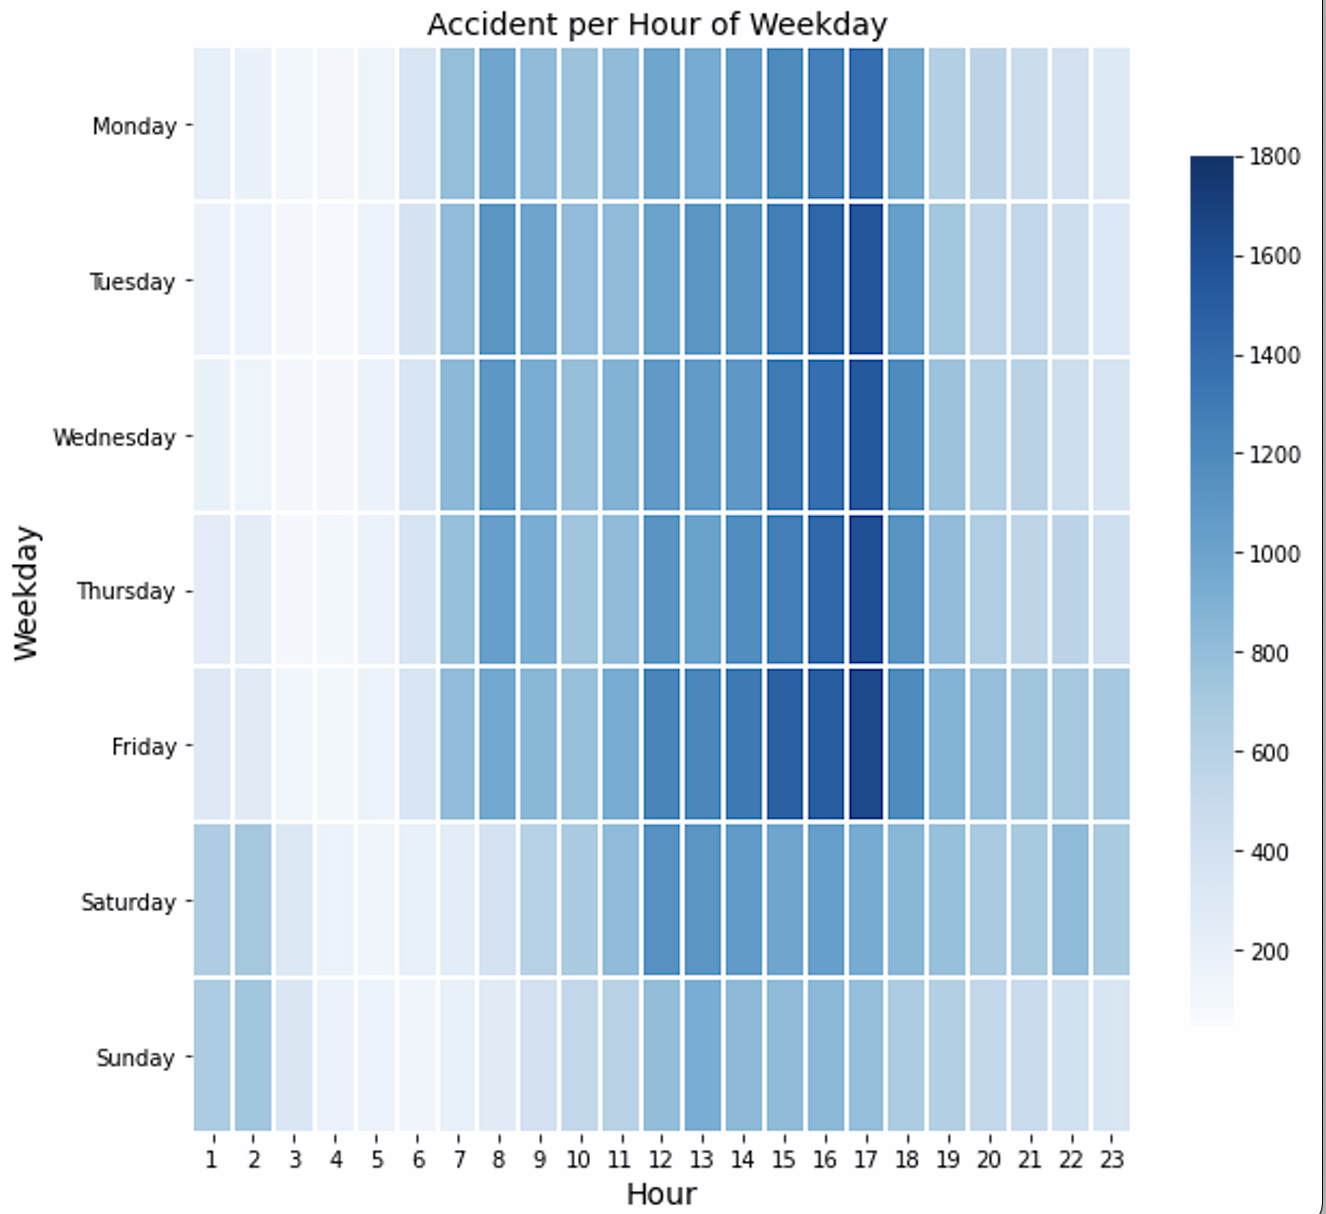 Accident per Hour of Weekday
Monday
Tuesday
Wednesday
Thursday
Friday
Saturday
Sunday
Weekday
1 2 3 4 5 6 7 8 9 10 11 12 13 14 15 16 17 18 19 20 21 22 23
Hour
1800
1600
1400
1200
1000
800
600
400
200